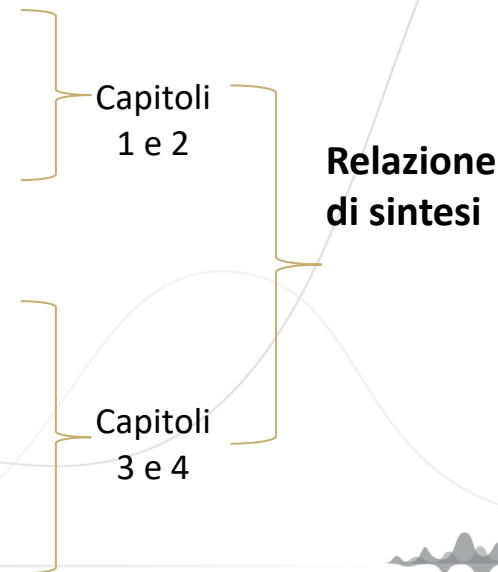 Capitoli
1 e 2
Relazione
di sintesi
Capitoli
3 e 4